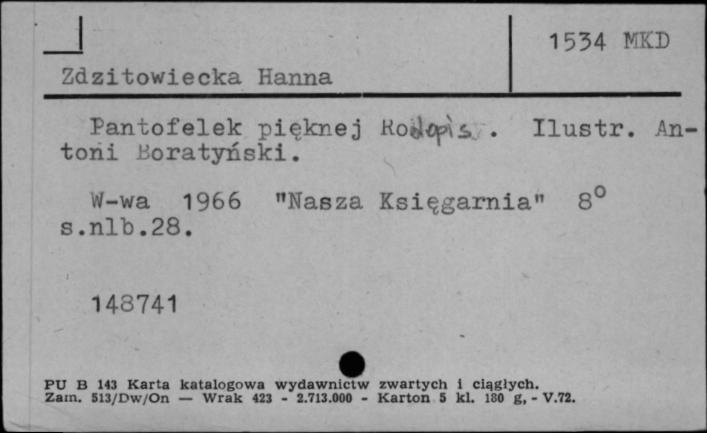 1534 MKD
Zdzitowiecka Hanna
Pantofelek pięknej Rodopis. Ilustr. An-
toni Boratyński.
W-wa 1966 "Nasza Księgarnia" 8°
s.nlb.28.
148741
PU B 143 Karta katalogowa wydawnictw zwartych i ciągłych.
Zam. 513/Dw/On — Wrak 423 - 2.713.000 - Karton 5 kl. 180 g, - V.72.